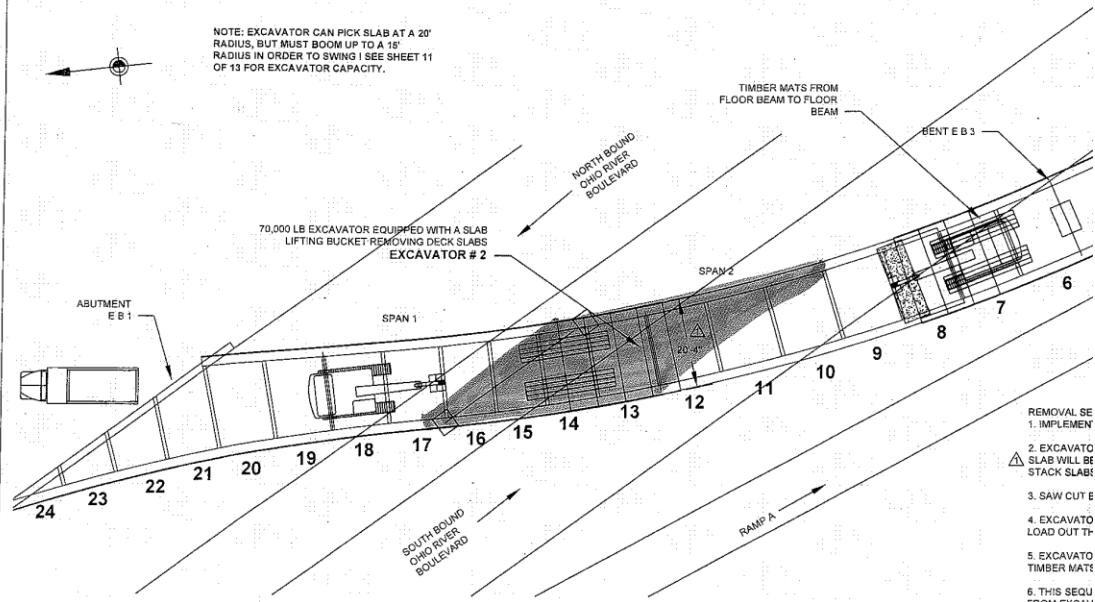 NOTE: EXCAVATOR CAN PICK SLAB AT A 20'
RADIUS, BUT MUST BOOM UP TO A 15'
RADIUS IN ORDER TO SWING ! SEE SHEET 11
OF 13 FOR EXCAVATOR CAPACITY.
TIMBER MATS FROM
FLOOR BEAM TO FLOOR
BEAM
BENT E B 3
NORTH BOUND
OHIO RIVER
BOULEVARD
70,000 LB EXCAVATOR EQUIPPED WITH A SLAB
LIFTING BUCKET REMOVING DECK SLABS
EXCAVATOR # 2
SPAN 2
ABUTMENT
E B 1
SPAN 1
1
6
7
8
9
10
11
12
13
14
15
16
17
18
19
20
21
22
23
24
SOUTH BOUND
OHIO RIVER
BOULEVARD
RAMP A
REMOVAL SE
1. IMPLEMENT
2. EXCAVATO
1 SLAB WILL BE
STACK SLABS
3. SAW CUT B
4. EXCAVATO
LOAD OUT TH
5. EXCAVATO
TIMBER MATS
6. THIS SEQU
FROM EXCAV